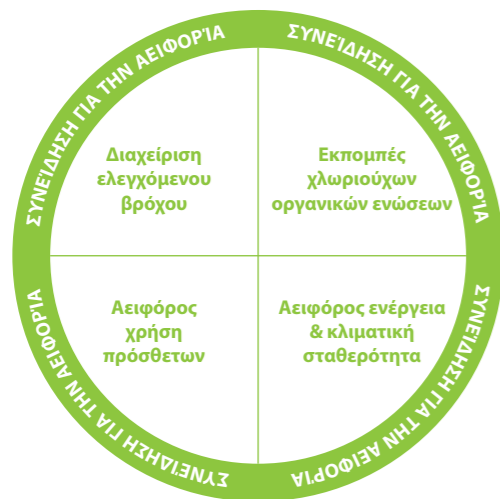 ΣΥΝΕΊΔΗΣΗ ΓΙΑ ΤΗΝ ΑΕΙΦΟΡΊΑ
ΣΥΝΕΊΔΗΣΗ ΓΙΑ ΤΗΝ ΑΕΙΦΟΡΊΑ
Διαχείριση
ελεγχόμενου
βρόχου
Εκπομπές
χλωριούχων
οργανικών ενώσεων
Αειφόρος
χρήση
πρόσθετων
Αειφόρος ενέργεια
& κλιματική
σταθερότητα
ΣΥΝΕΊΔΗΣΗ ΓΙΑ ΤΗΝ ΑΕΙΦΟΡΊΑ
ΣΥΝΕΊΔΗΣΗ ΓΙΑ ΤΗΝ ΑΕΙΦΟΡΊΑ